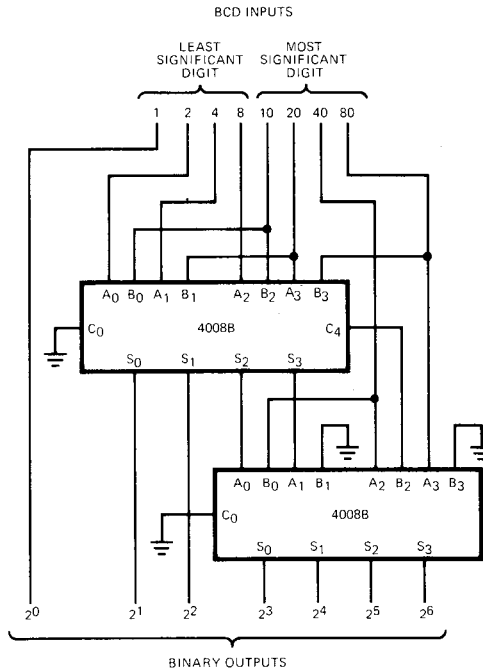 BCD INPUTS
LEAST SIGNIFICANT DIGIT
MOST SIGNIFICANT DIGIT
1 2 4 8 10 20 40 80
A0 B0 A1 B1 A2 B2 A3 B3
C0 4008B C4
S0 S1 S2 S3
A0 B0 A1 B1 A2 B2 A3 B3
C0 4008B
S0 S1 S2 S3
2^0 2^1 2^2 2^3 2^4 2^5 2^6
BINARY OUTPUTS